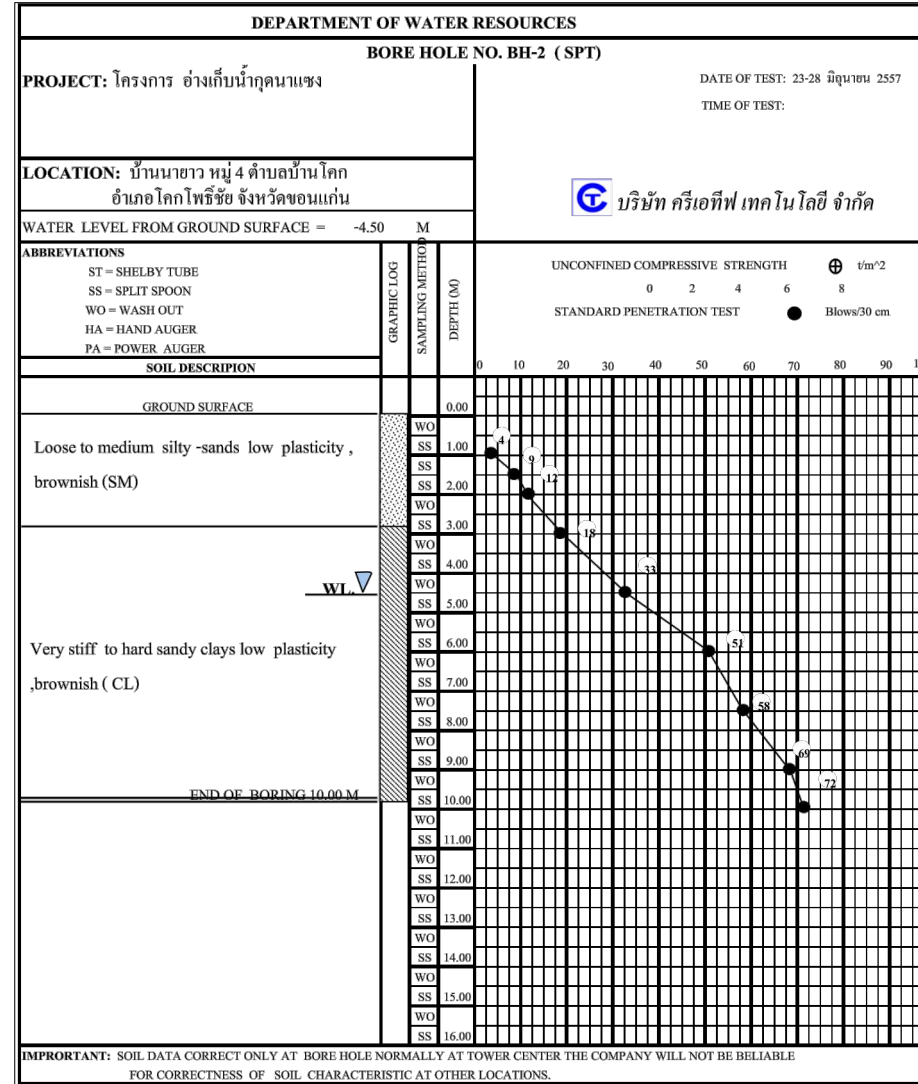 DEPARTMENT OF WATER RESOURCES
BORE HOLE NO. BH-2 ( SPT)
PROJECT: โครงการ อ่างเก็บน้ำกุดนาแซง
DATE OF TEST: 23-28 มิถุนายน 2557
TIME OF TEST:
LOCATION: บ้านนายาว หมู่ 4 ตำบลบ้านโคก
อำเภอโคกโพธิ์ชัย จังหวัดขอนแก่น
บริษัท ครีเอทีฟ เทคโนโลยี จำกัด
WATER LEVEL FROM GROUND SURFACE = -4.50 M
ABBREVIATIONS
ST = SHELBY TUBE
SS = SPLIT SPOON
WO = WASH OUT
HA = HAND AUGER
PA = POWER AUGER
SOIL DESCRIPION
GRAPHIC LOG
SAMPLING METHOD
DEPTH (M)
UNCONFINED COMPRESSIVE STRENGTH t/m^2
0 2 4 6 8
STANDARD PENETRATION TEST Blows/30 cm
0 10 20 30 40 50 60 70 80 90
GROUND SURFACE 0.00
WO
SS 1.00
SS
SS 2.00
WO
SS 3.00
WO
SS 4.00
WO
SS 5.00
WO
SS 6.00
WO
SS 7.00
WO
SS 8.00
WO
SS 9.00
WO
SS 10.00
WO
SS 11.00
WO
SS 12.00
WO
SS 13.00
WO
SS 14.00
WO
SS 15.00
WO
SS 16.00
Loose to medium silty -sands low plasticity ,
brownish (SM)
WL.
Very stiff to hard sandy clays low plasticity
,brownish ( CL)
END OF BORING 10.00 M
4
9
12
18
33
51
58
69
72
IMPRORTANT: SOIL DATA CORRECT ONLY AT BORE HOLE NORMALLY AT TOWER CENTER THE COMPANY WILL NOT BE BELIABLE
FOR CORRECTNESS OF SOIL CHARACTERISTIC AT OTHER LOCATIONS.